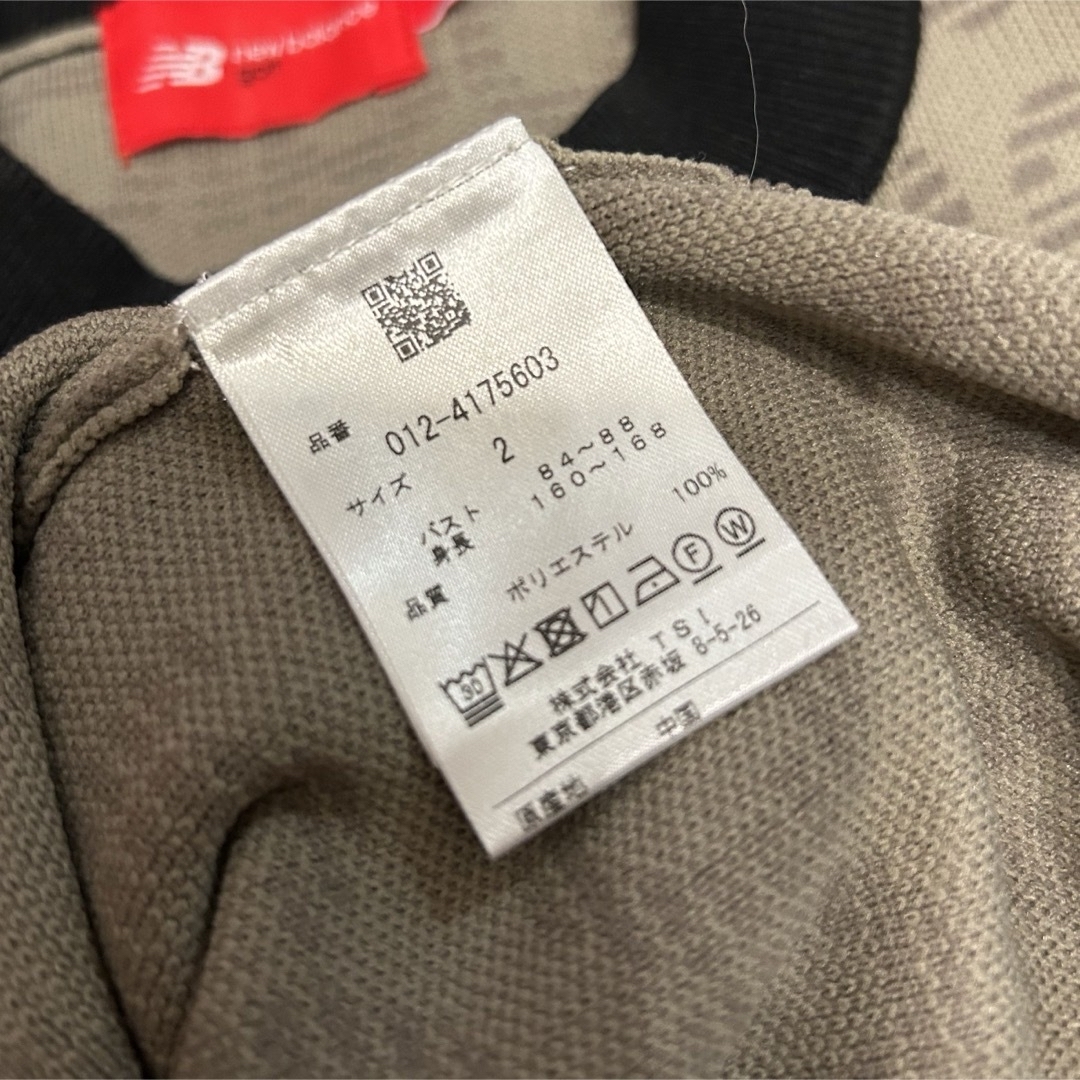 NB new balance
品番 012-4175603
サイズ 2
バスト 84～88
身長 160～168
品質 ポリエステル 100%
30 F W
株式会社 TSI
東京都港区赤坂 8-5-26
原産地 中国